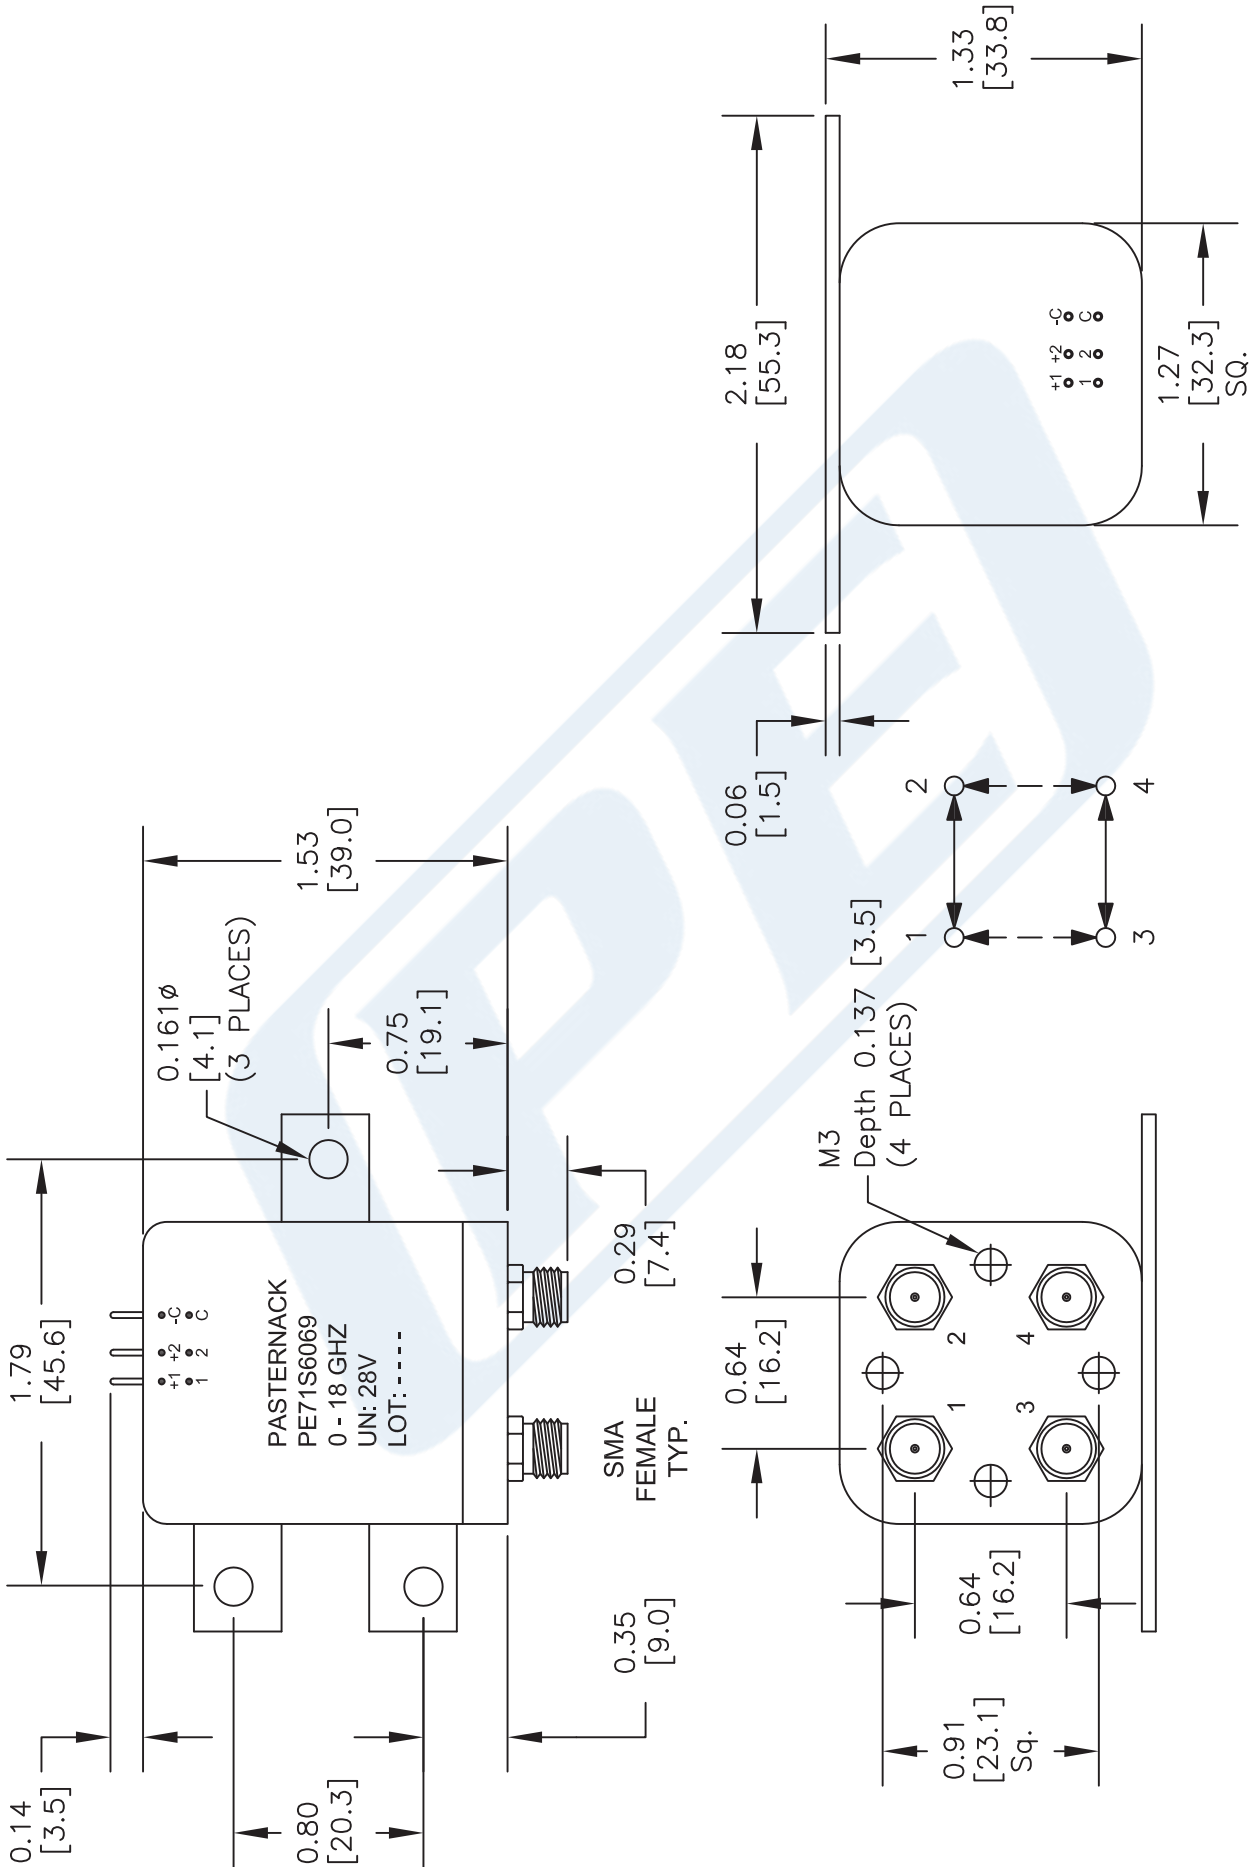 0.14
[3.5]
1.79
[45.6]
0.161ø
[4.1]
(3 PLACES)
1.53
[39.0]
0.80
[20.3]
0.75
[19.1]
+1 +2 -C
1 2 C
PASTERNACK
PE71S6069
0 - 18 GHZ
UN: 28V
LOT: - - - -
SMA
FEMALE
TYP.
0.35
[9.0]
0.29
[7.4]
0.64
[16.2]
M3
Depth 0.137 [3.5]
(4 PLACES)
1 2
3 4
0.64
[16.2]
0.91
[23.1]
Sq.
1 2
3 4
0.06
[1.5]
2.18
[55.3]
1.33
[33.8]
+1 +2 -C
1 2 C
1.27
[32.3]
SQ.
PE